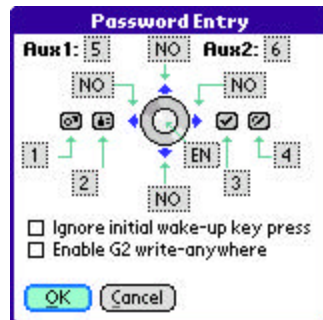 Password Entry
Aux1: 5 NO Aux2: 6
NO NO
1 EN 4
2 NO 3
Ignore initial wake-up key press
Enable G2 write-anywhere
OK Cancel